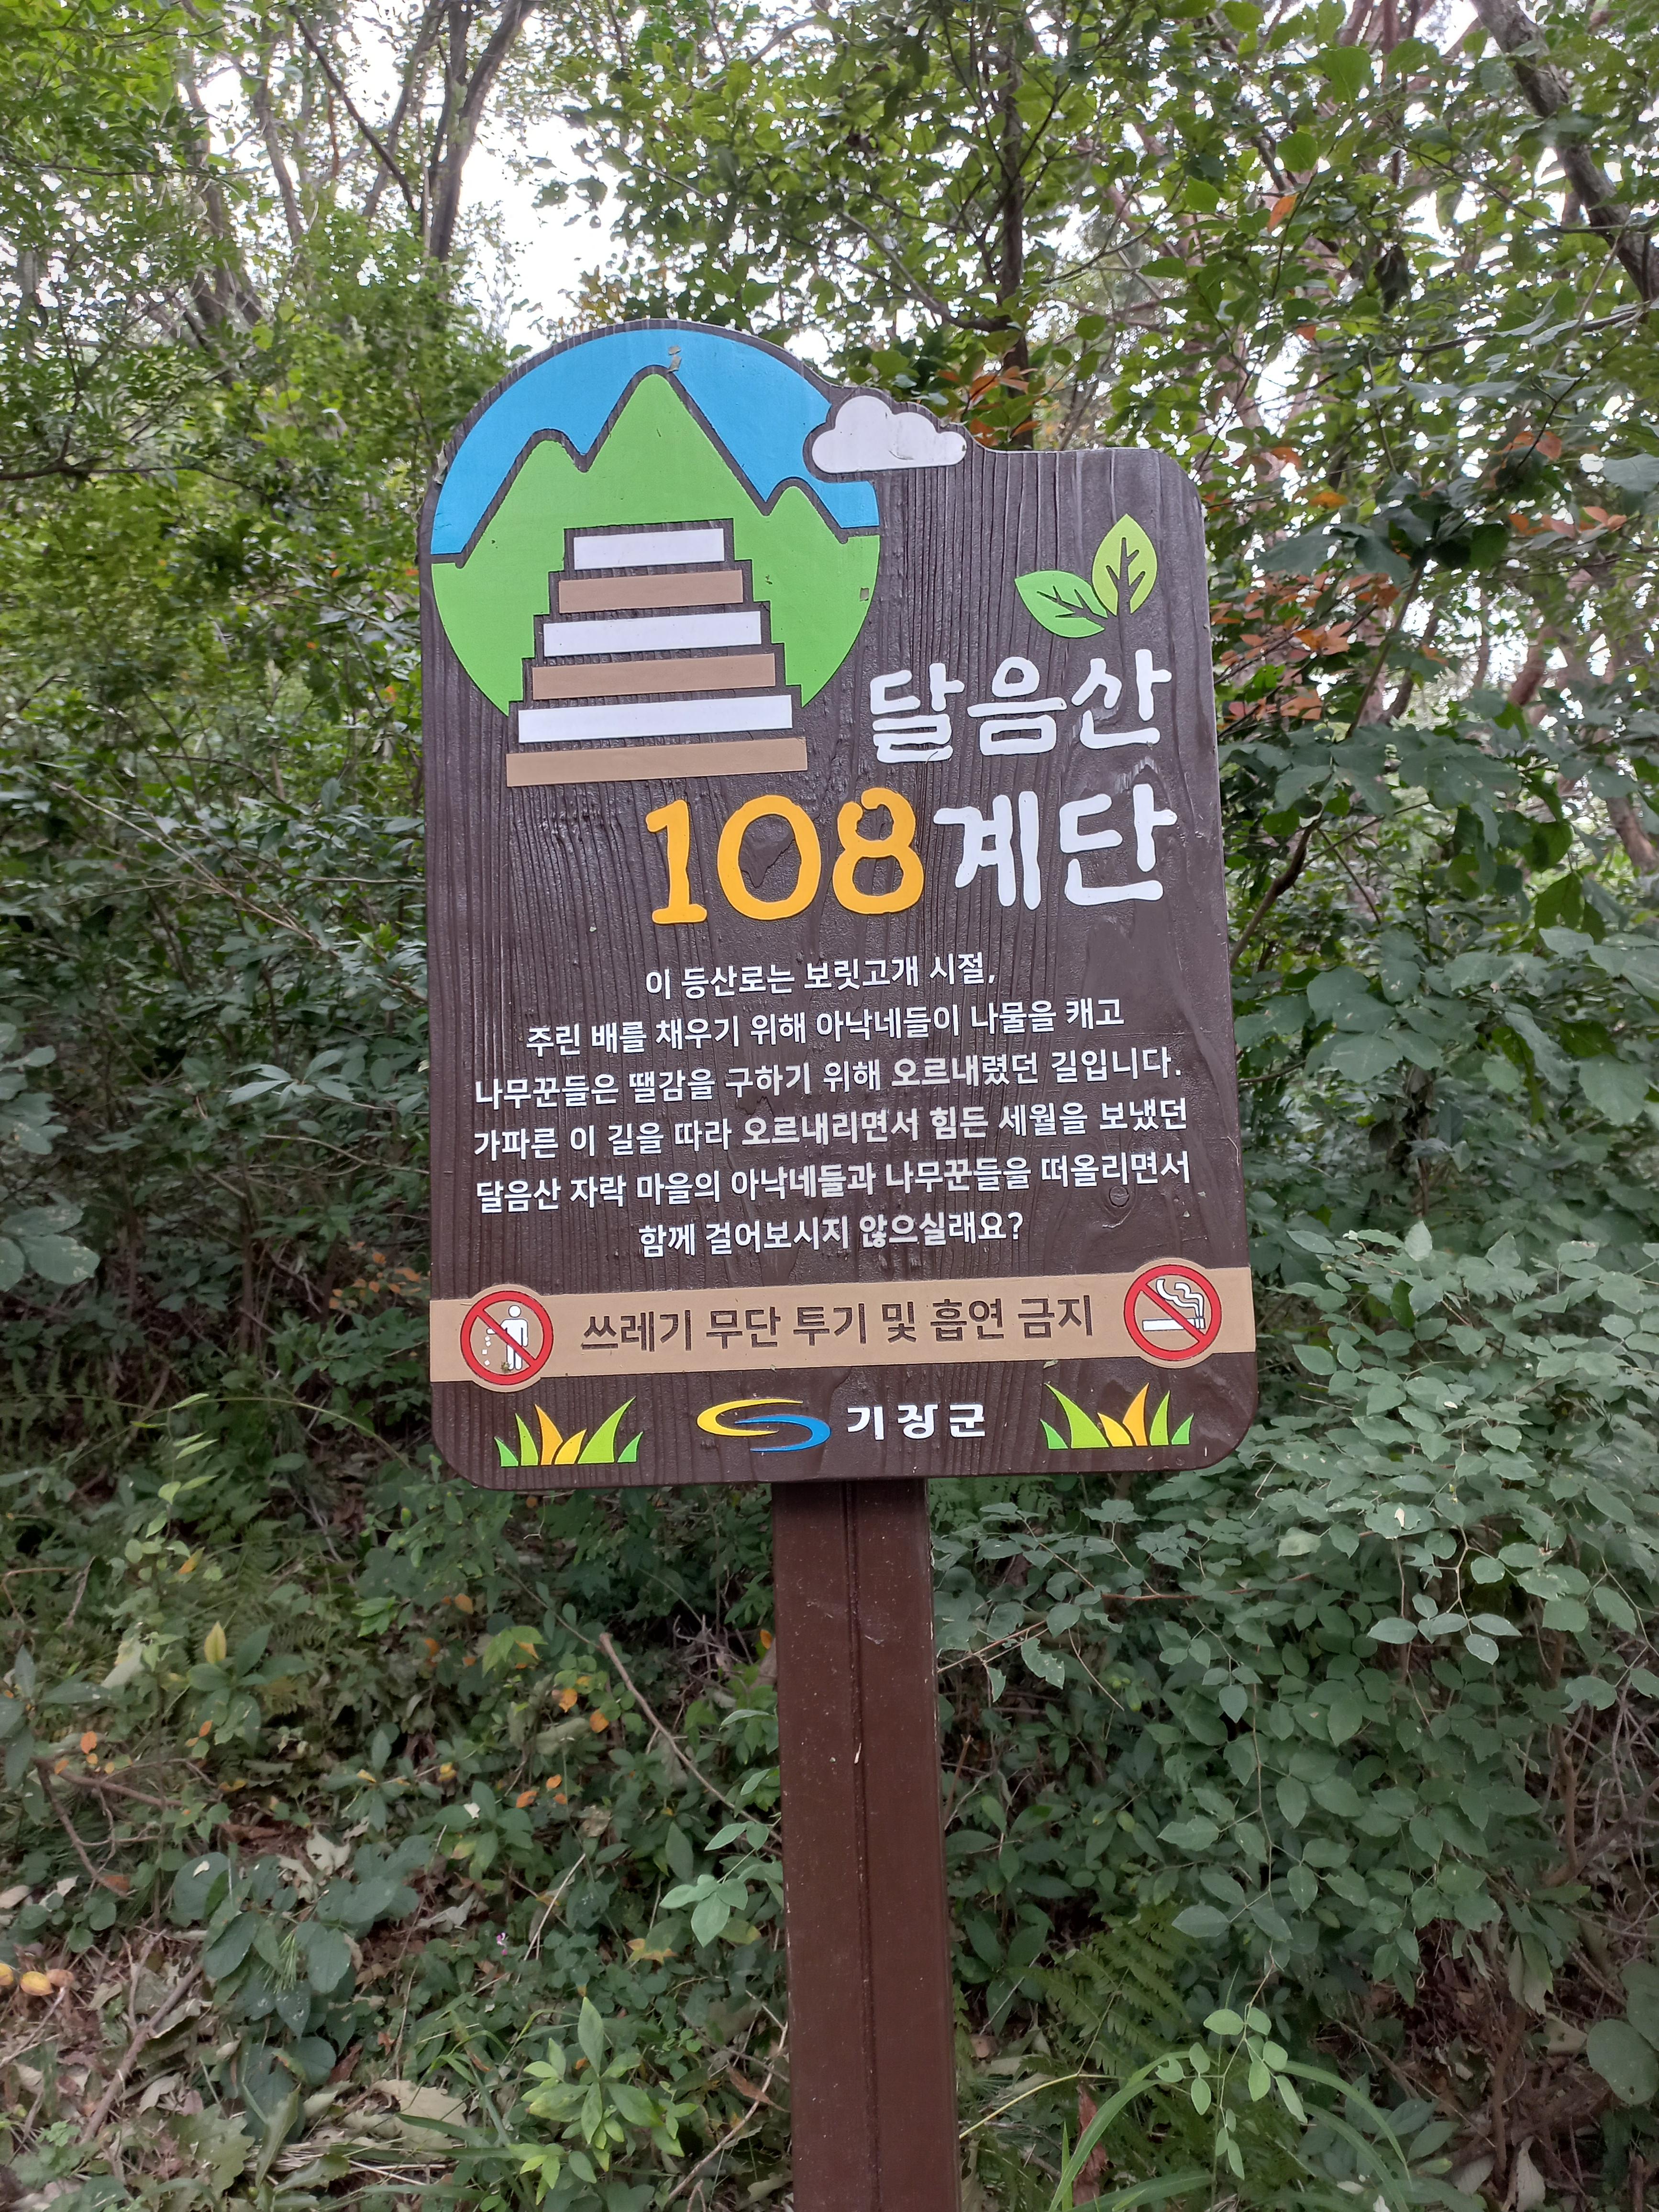 달음산
108계단
이 등산로는 보릿고개 시절,
주린 배를 채우기 위해 아낙네들이 나물을 캐고
나무꾼들은 땔감을 구하기 위해 오르내렸던 길입니다.
가파른 이 길을 따라 오르내리면서 힘든 세월을 보냈던
달음산 자락 마을의 아낙네들과 나무꾼들을 떠올리면서
함께 걸어보시지 않으실래요?
쓰레기 무단 투기 및 흡연 금지
기장군